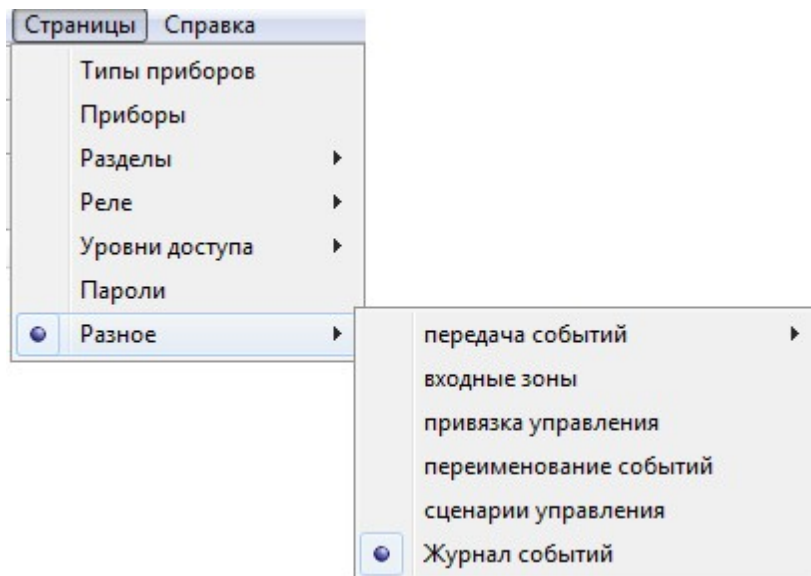 Страницы Справка
Типы приборов
Приборы
Разделы
Реле
Уровни доступа
Пароли
Разное
передача событий
входные зоны
привязка управления
переименование событий
сценарии управления
Журнал событий